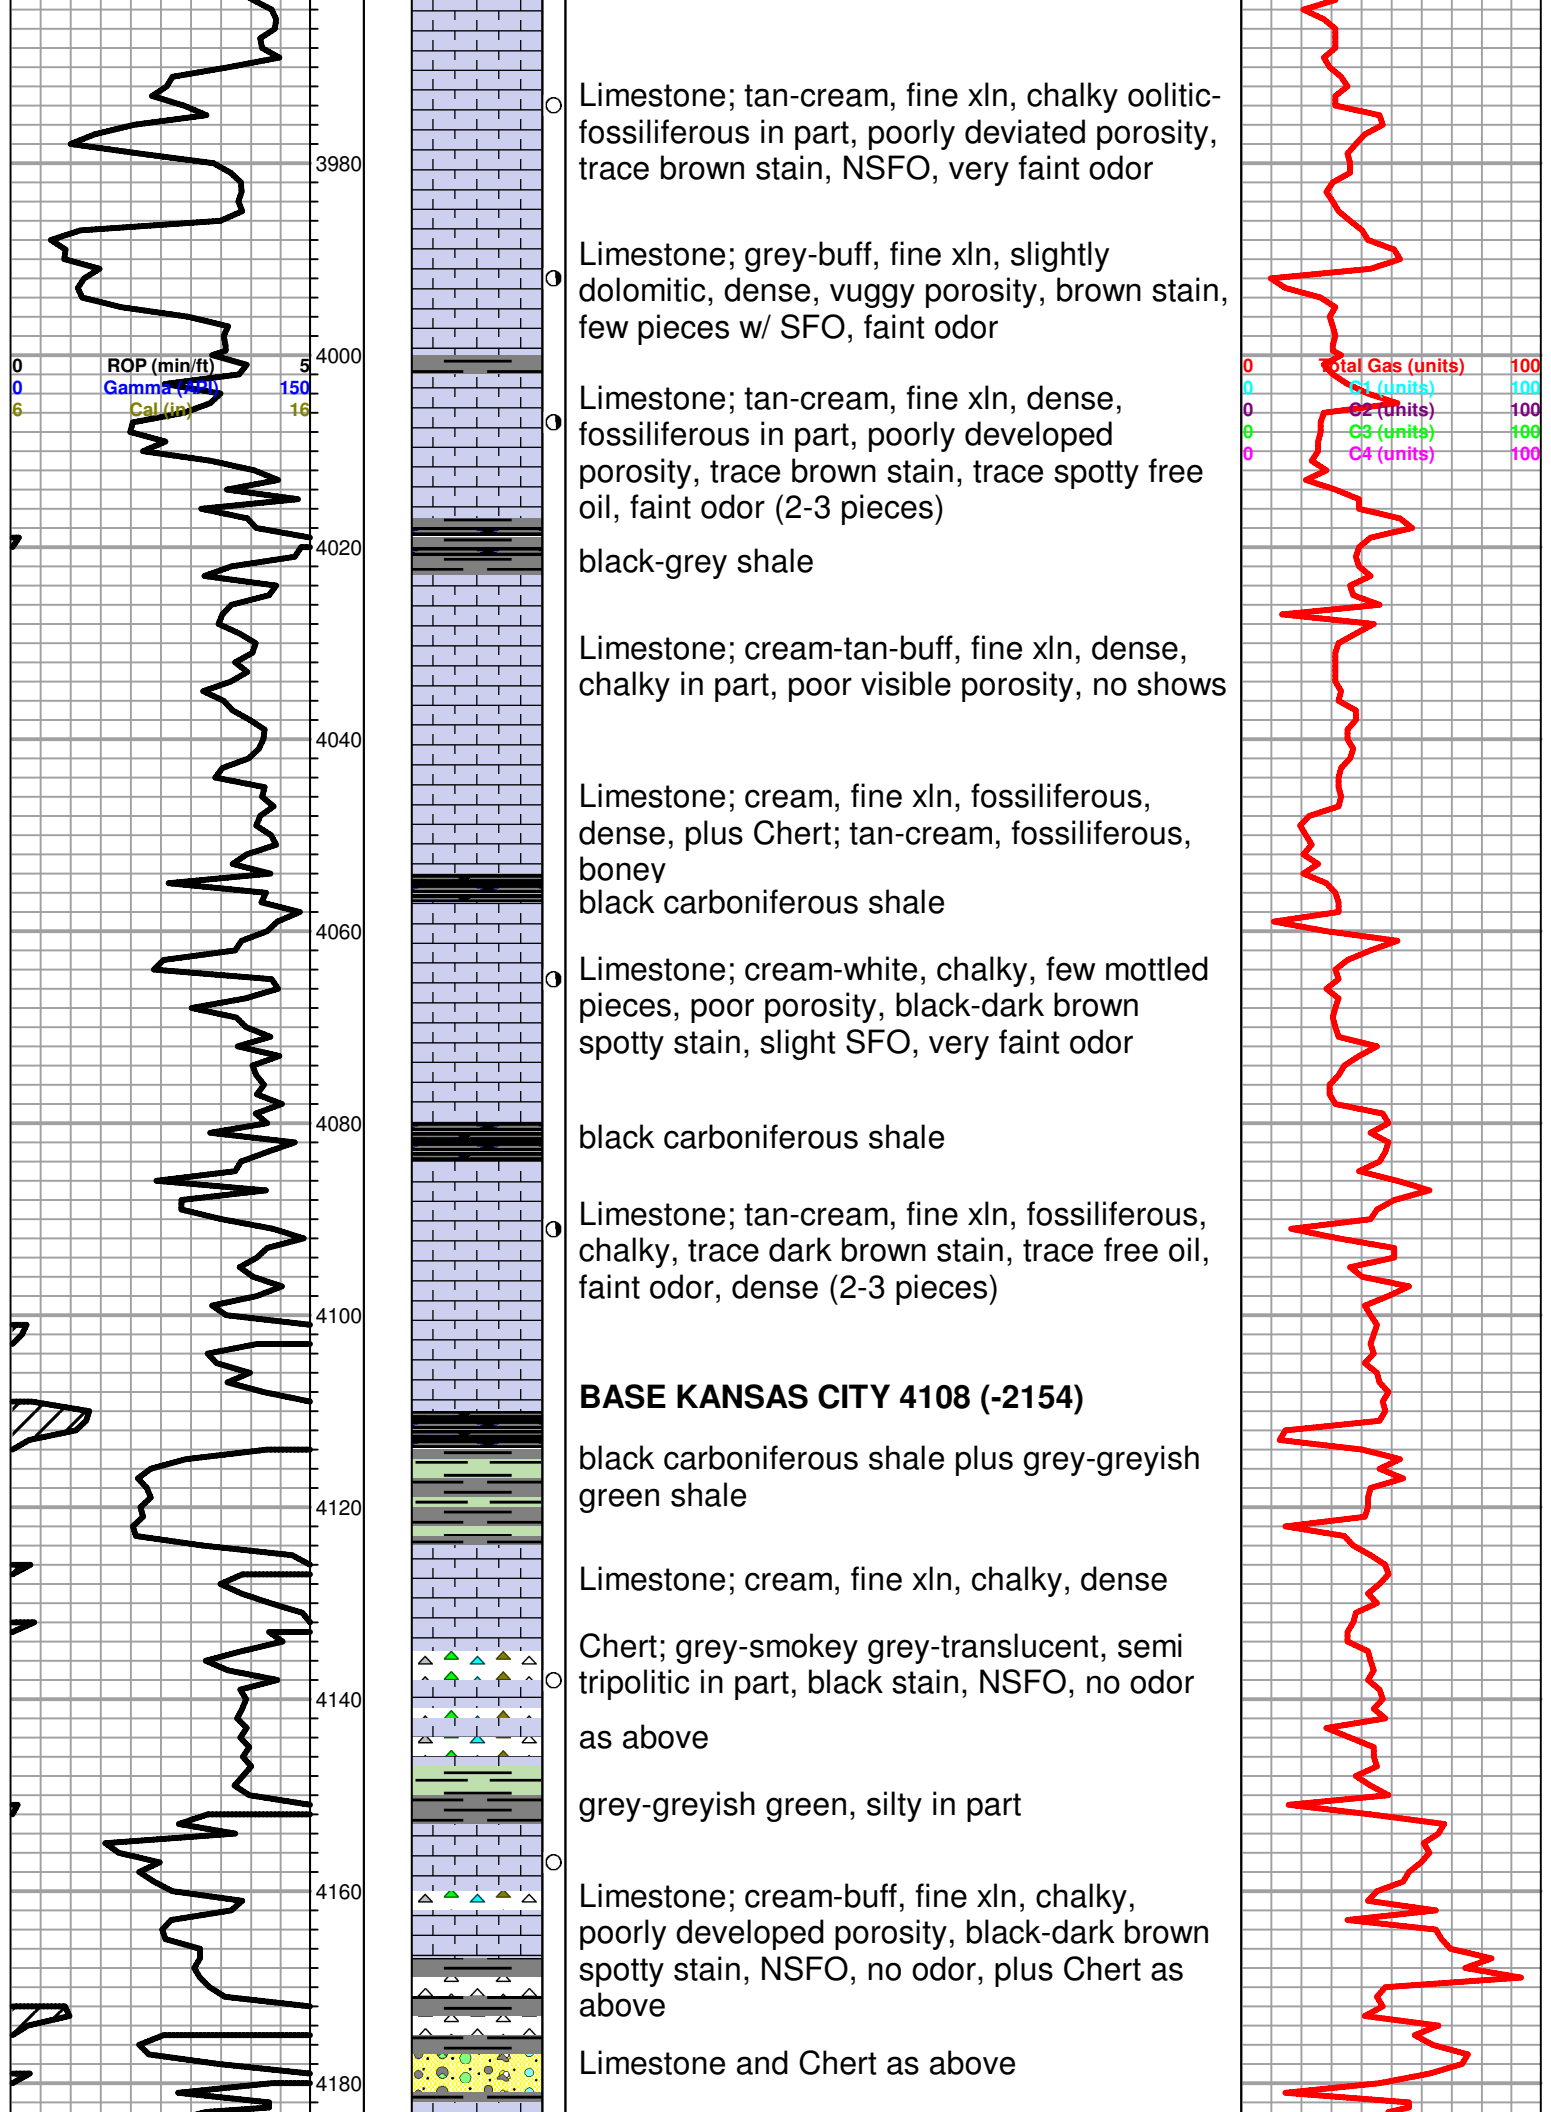 Limestone; tan-cream, fine xln, chalky oolitic-
fossiliferous in part, poorly deviated porosity,
trace brown stain, NSFO, very faint odor
3980
Limestone; grey-buff, fine xln, slightly
dolomitic, dense, vuggy porosity, brown stain,
few pieces w/ SFO, faint odor
4000
0 ROP (min/ft) 5
0 Gamma (API) 150
6 Cal (in) 16
0 Total Gas (units) 100
0 C1 (units) 100
0 C2 (units) 100
0 C3 (units) 100
0 C4 (units) 100
Limestone; tan-cream, fine xln, dense,
fossiliferous in part, poorly developed
porosity, trace brown stain, trace spotty free
oil, faint odor (2-3 pieces)
4020
black-grey shale
Limestone; cream-tan-buff, fine xln, dense,
chalky in part, poor visible porosity, no shows
4040
Limestone; cream, fine xln, fossiliferous,
dense, plus Chert; tan-cream, fossiliferous,
boney
black carboniferous shale
4060
Limestone; cream-white, chalky, few mottled
pieces, poor porosity, black-dark brown
spotty stain, slight SFO, very faint odor
4080
black carboniferous shale
Limestone; tan-cream, fine xln, fossiliferous,
chalky, trace dark brown stain, trace free oil,
faint odor, dense (2-3 pieces)
4100
BASE KANSAS CITY 4108 (-2154)
black carboniferous shale plus grey-greyish
green shale
4120
Limestone; cream, fine xln, chalky, dense
Chert; grey-smokey grey-translucent, semi
tripolitic in part, black stain, NSFO, no odor
4140
as above
grey-greyish green, silty in part
4160
Limestone; cream-buff, fine xln, chalky,
poorly developed porosity, black-dark brown
spotty stain, NSFO, no odor, plus Chert as
above
Limestone and Chert as above
4180